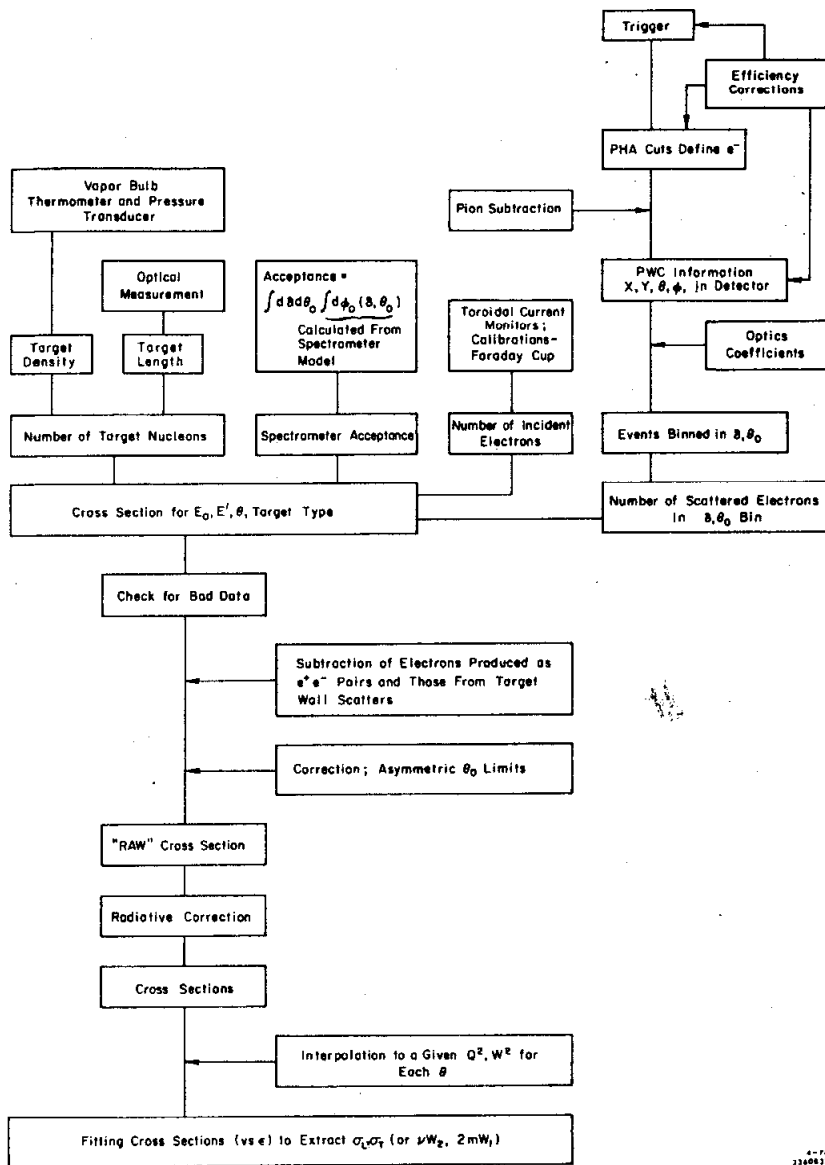 Trigger
Efficiency
Corrections
PHA Cuts Define e⁻
Vapor Bulb
Thermometer and Pressure
Transducer
Pion Subtraction
Optical
Measurement
Acceptance =
∫dδdθ₀ ∫dϕ₀(δ,θ₀)
Calculated From
Spectrometer
Model
PWC Information
X, Y, θ, ϕ, in Detector
Toroidal Current
Monitors;
Calibrations-
Faraday Cup
Optics
Coefficients
Target
Density
Target
Length
Number of Target Nucleons
Spectrometer Acceptance
Number of Incident
Electrons
Events Binned in δ,θ₀
Cross Section for E₀, E', θ, Target Type
Number of Scattered Electrons
In δ,θ₀ Bin
Check for Bad Data
Subtraction of Electrons Produced as
e⁺e⁻ Pairs and Those From Target
Wall Scatters
Correction; Asymmetric θ₀ Limits
"RAW" Cross Section
Radiative Correction
Cross Sections
Interpolation to a Given Q², W² for
Each θ
Fitting Cross Sections (vs ϵ) to Extract σ_L, σ_T (or νW₂, 2mW₁)